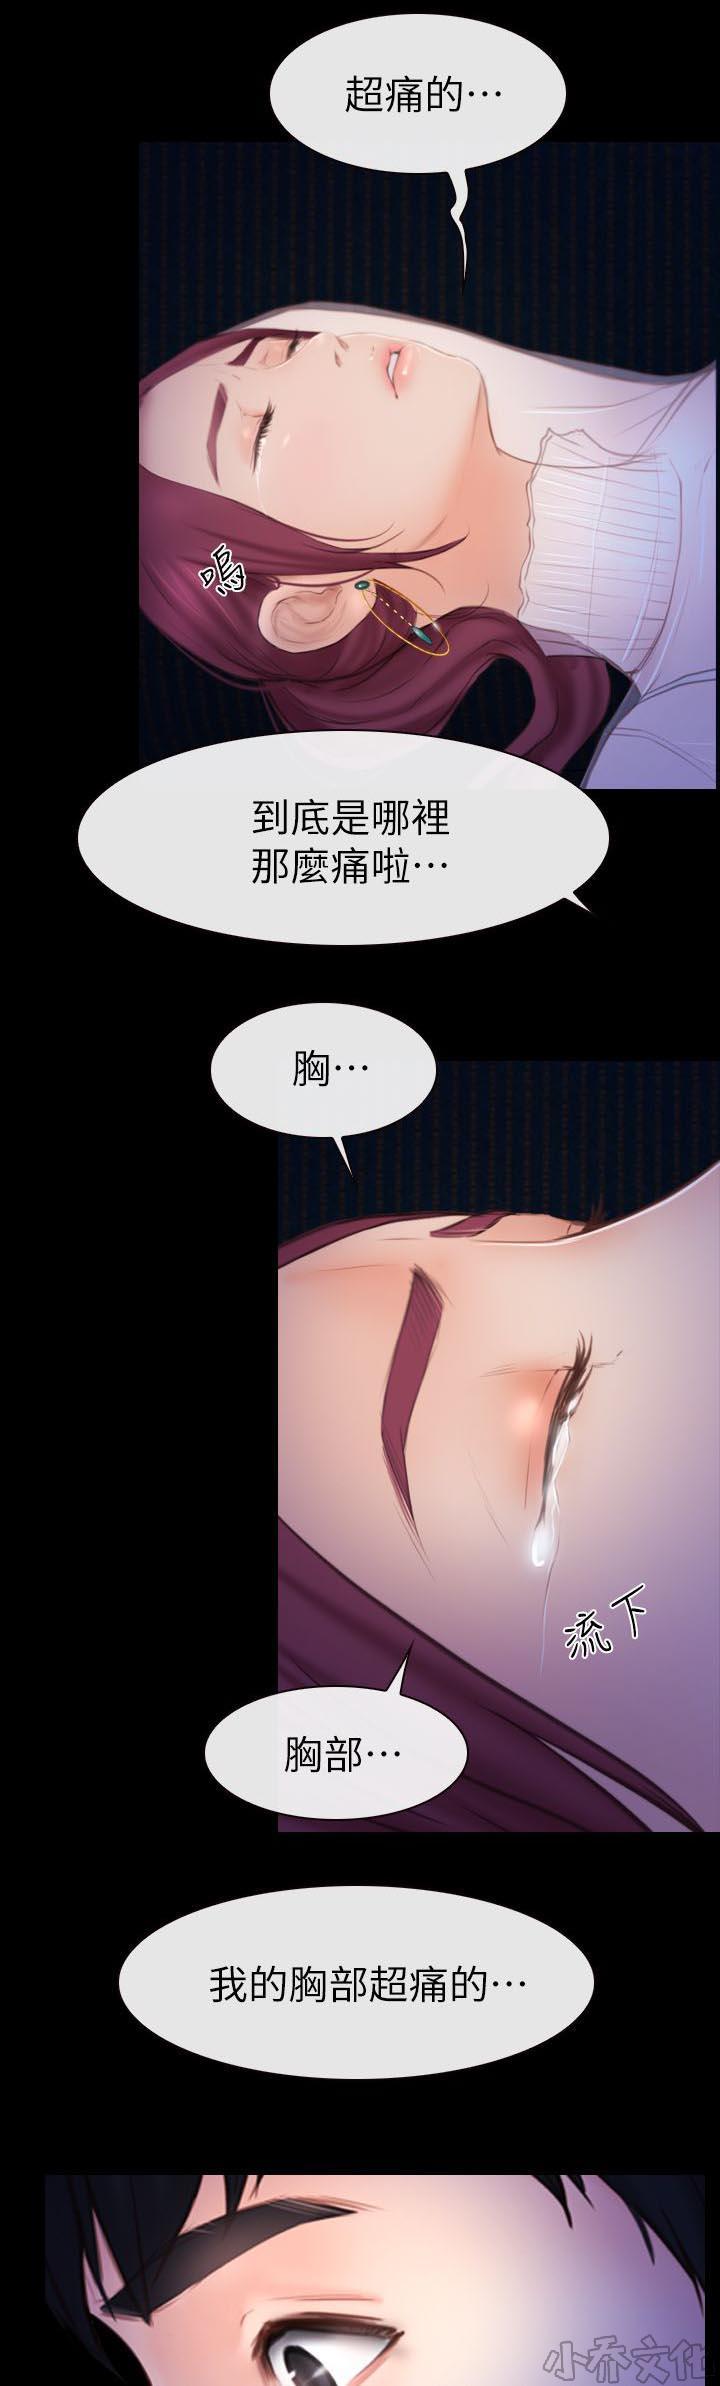 超痛的…
嗚
到底是哪裡
那麼痛啦…
胸…
流下
胸部…
我的胸部超痛的…
小乔文化